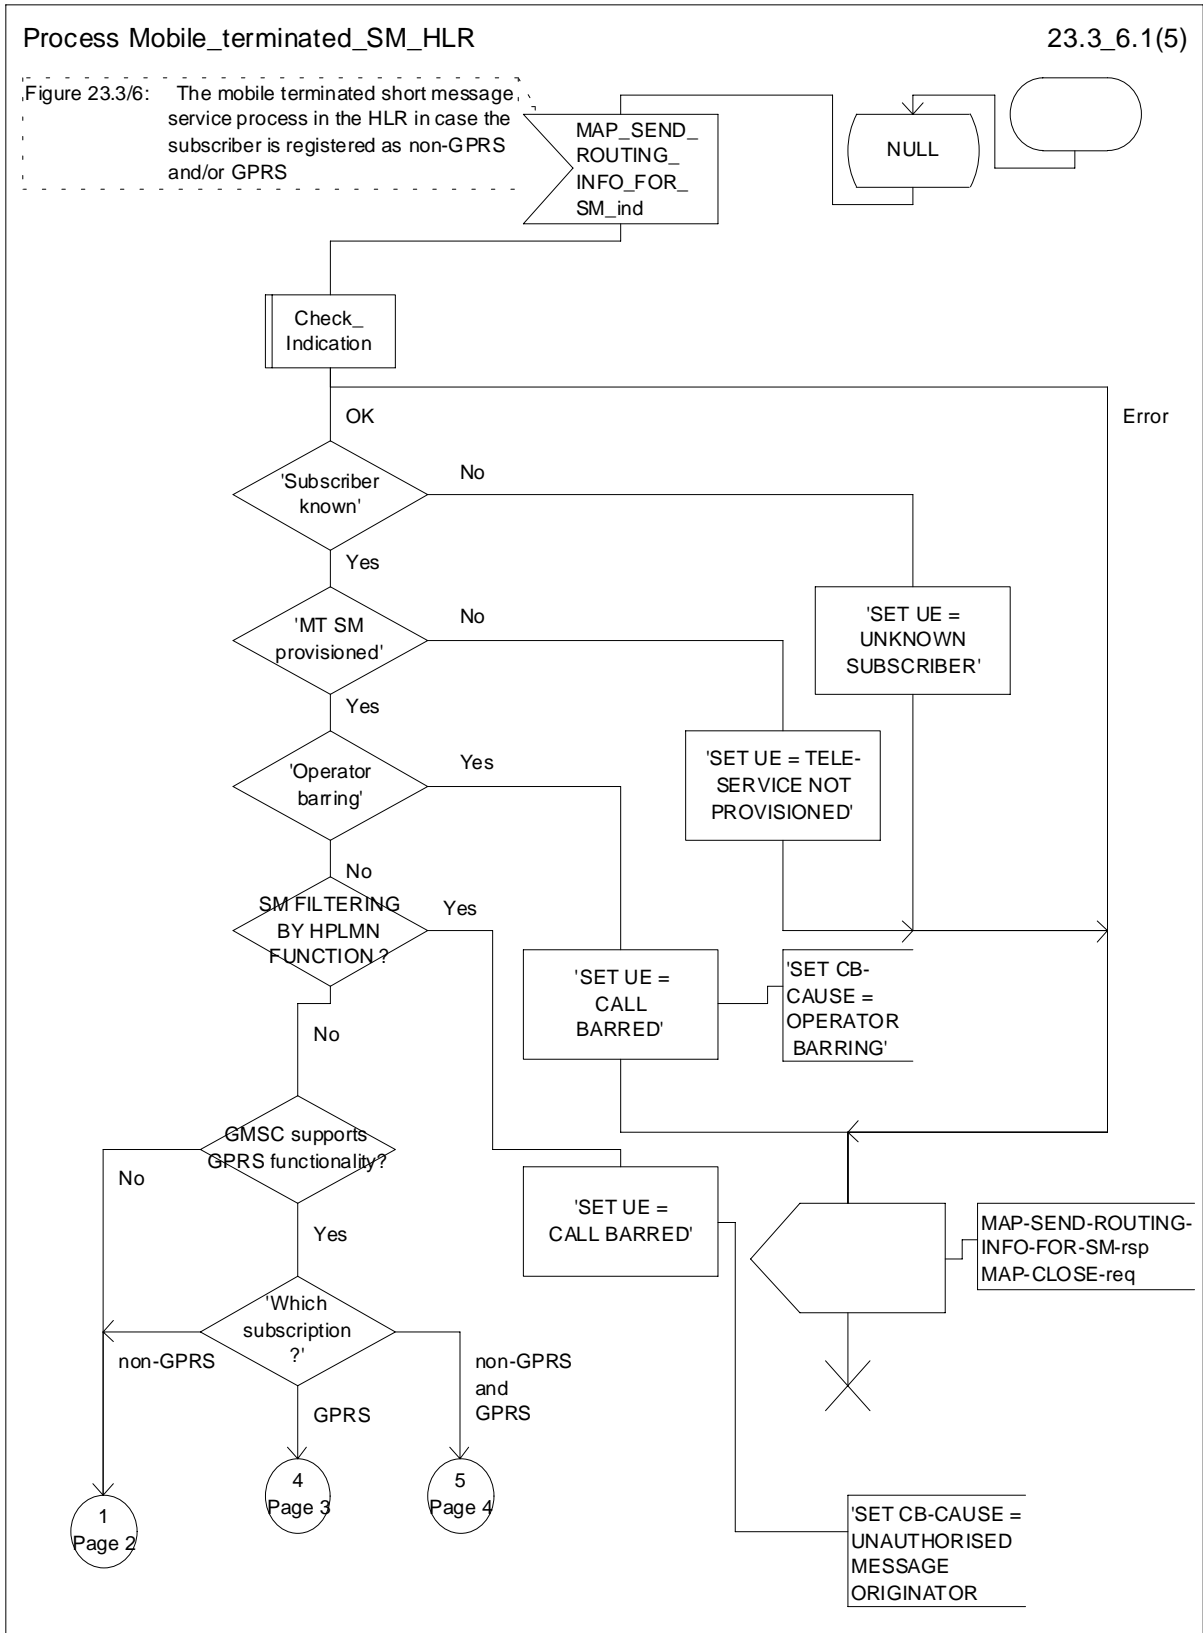 Process Mobile_terminated_SM_HLR
23.3_6.1(5)
Figure 23.3/6: The mobile terminated short message
service process in the HLR in case the
subscriber is registered as non-GPRS
and/or GPRS
MAP_SEND_
ROUTING_
INFO_FOR_
SM_ind
NULL
Check_
Indication
OK
Error
'Subscriber
known'
No
Yes
'MT SM
provisioned'
No
'SET UE =
UNKNOWN
SUBSCRIBER'
Yes
'Operator
barring'
Yes
'SET UE = TELE-
SERVICE NOT
PROVISIONED'
No
SM FILTERING
BY HPLMN
FUNCTION ?
Yes
'SET UE =
CALL
BARRED'
'SET CB-
CAUSE =
OPERATOR
BARRING'
No
GMSC supports
GPRS functionality?
No
Yes
'SET UE =
CALL BARRED'
MAP-SEND-ROUTING-
INFO-FOR-SM-rsp
MAP-CLOSE-req
'Which
subscription
?'
non-GPRS
GPRS
non-GPRS
and
GPRS
1
Page 2
4
Page 3
5
Page 4
'SET CB-CAUSE =
UNAUTHORISED
MESSAGE
ORIGINATOR